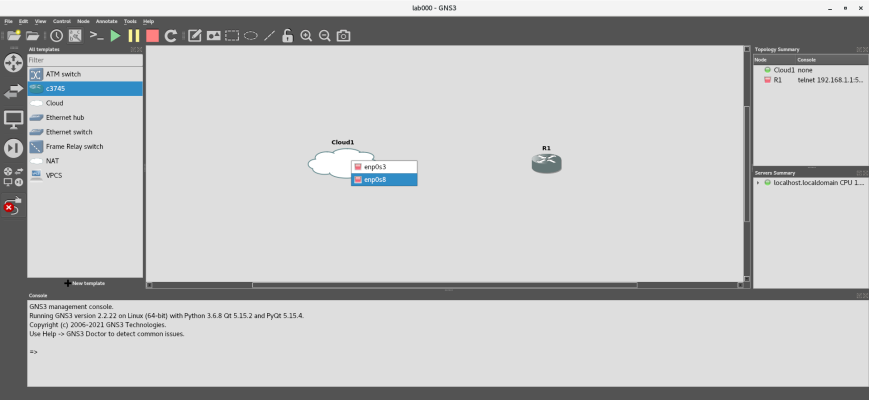 lab000 - GNS3
File Edit View Control Node Annotate Tools Help
All templates
Filter
ATM switch
c3745
Cloud
Ethernet hub
Ethernet switch
Frame Relay switch
NAT
VPCS
New template
Cloud1
enp0s3
enp0s8
R1
Topology Summary
Node Console
Cloud1 none
R1 telnet 192.168.1.1:5...
Servers Summary
localhost.localdomain CPU 1...
Console
GNS3 management console.
Running GNS3 version 2.2.22 on Linux (64-bit) with Python 3.6.8 Qt 5.15.2 and PyQt 5.15.4.
Copyright (c) 2006-2021 GNS3 Technologies.
Use Help -> GNS3 Doctor to detect common issues.
=>